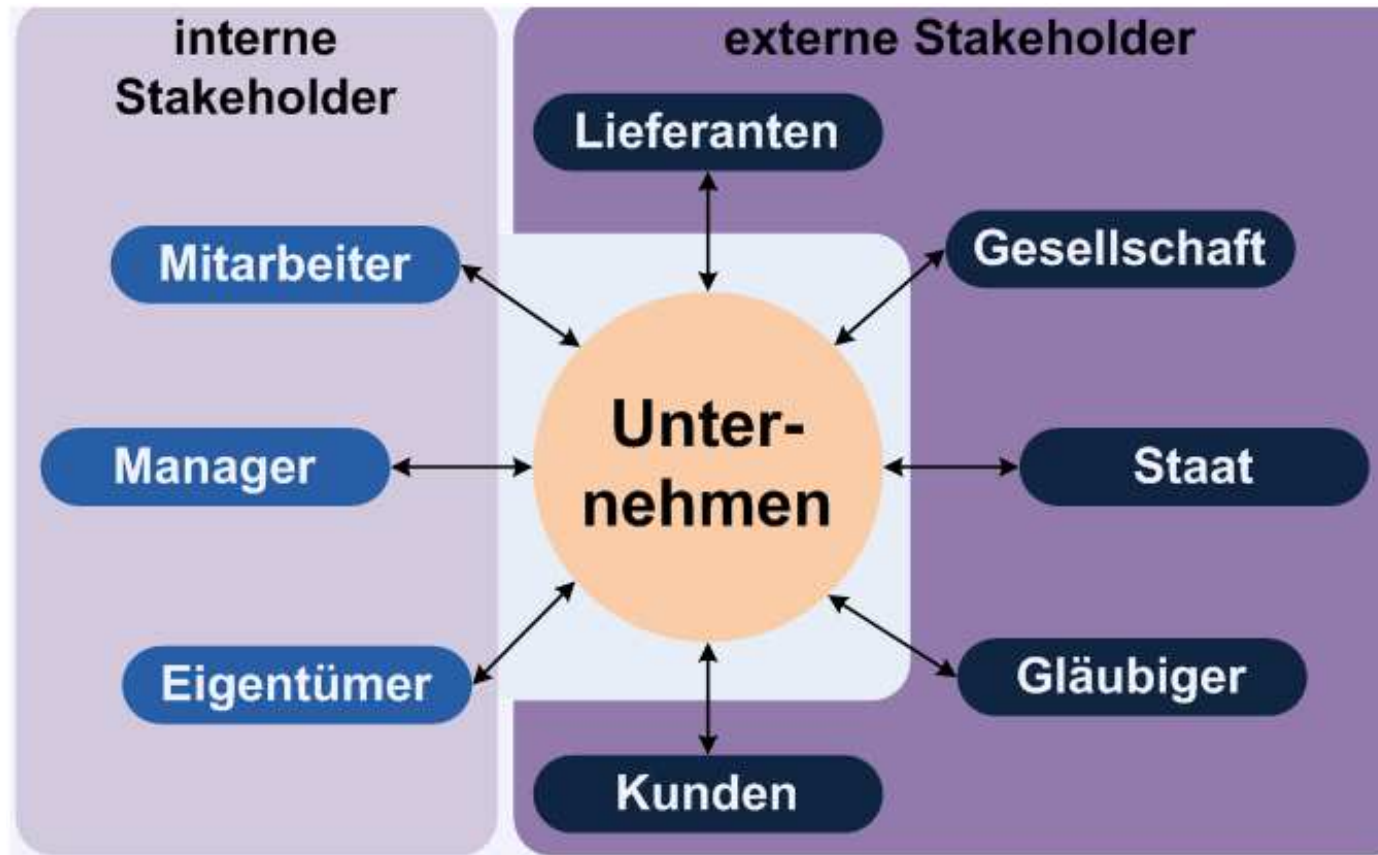 interne
Stakeholder
externe Stakeholder
Lieferanten
Mitarbeiter
Gesellschaft
Unter-
nehmen
Manager
Staat
Eigentümer
Gläubiger
Kunden